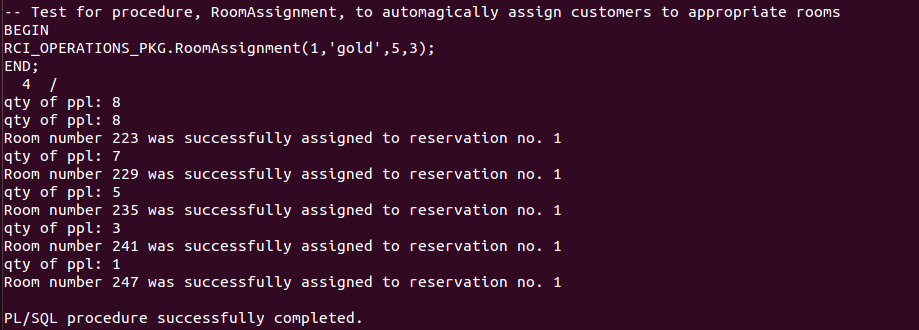 -- Test for procedure, RoomAssignment, to automagically assign customers to appropriate rooms
BEGIN
RCI_OPERATIONS_PKG.RoomAssignment(1,'gold',5,3);
END;
  4  /
qty of ppl: 8
qty of ppl: 8
Room number 223 was successfully assigned to reservation no. 1
qty of ppl: 7
Room number 229 was successfully assigned to reservation no. 1
qty of ppl: 5
Room number 235 was successfully assigned to reservation no. 1
qty of ppl: 3
Room number 241 was successfully assigned to reservation no. 1
qty of ppl: 1
Room number 247 was successfully assigned to reservation no. 1

PL/SQL procedure successfully completed.